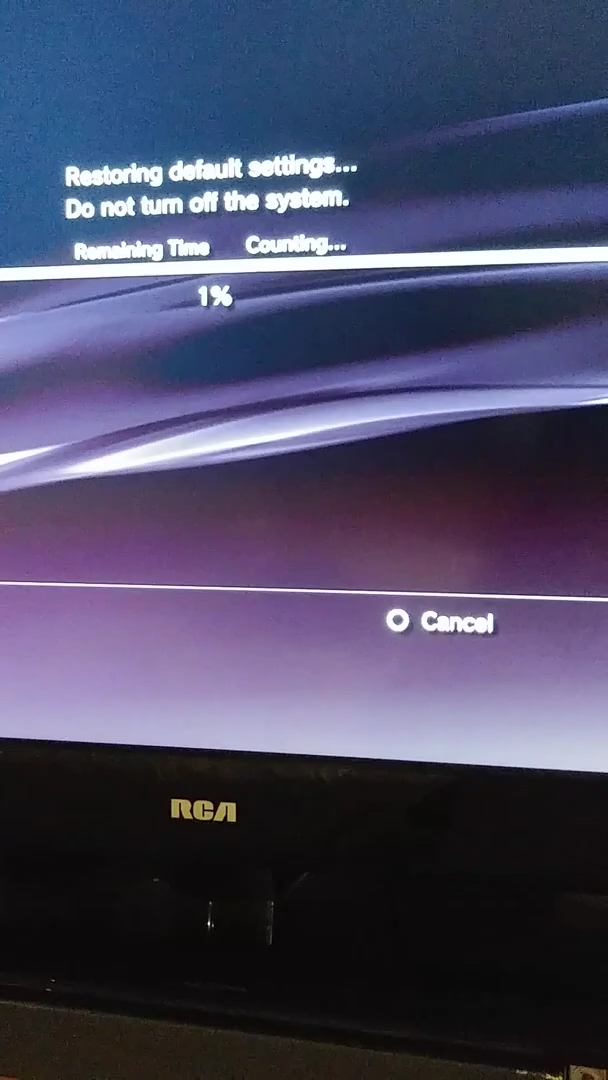 Restoring default settings...
Do not turn off the system.
Remaining Time Counting...
1%
Cancel
RCA